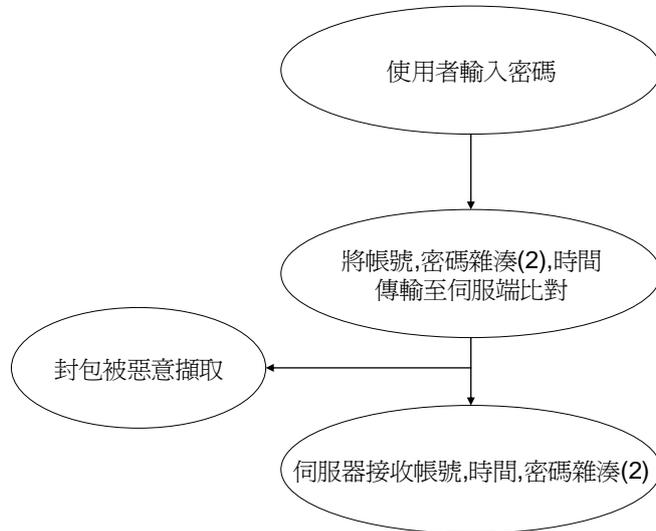 使用者輸入密碼
將帳號,密碼雜湊(2),時間
傳輸至伺服端比對
封包被惡意擷取
伺服器接收帳號,時間,密碼雜湊(2)